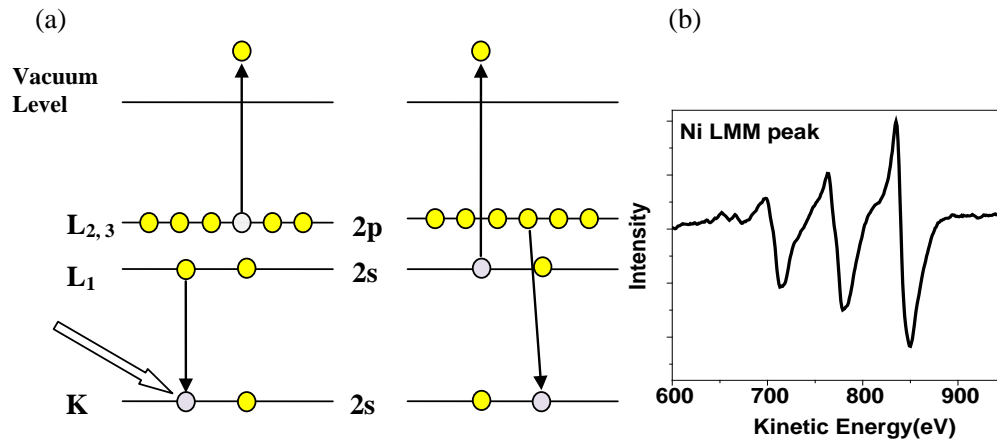 (a)
(b)
Vacuum
Level
L2, 3
2p
L1
2s
K
2s
Ni LMM peak
Intensity
600 700 800 900
Kinetic Energy(eV)